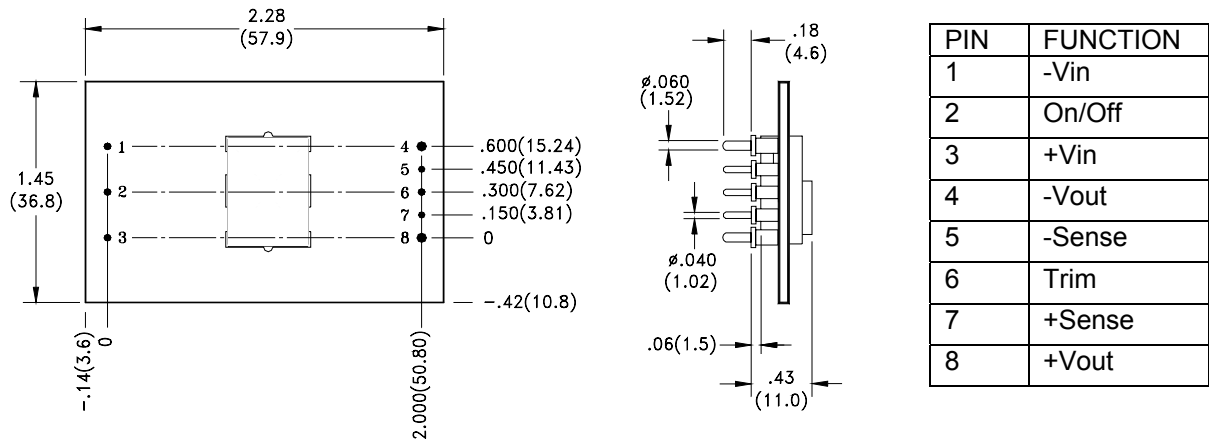 2.28
(57.9)
1.45
(36.8)
1
2
3
4
5
6
7
8
.600(15.24)
.450(11.43)
.300(7.62)
.150(3.81)
0
-.42(10.8)
-.14(3.6)
0
2.000(50.80)
.18
(4.6)
ø.060
(1.52)
ø.040
(1.02)
.06(1.5)
.43
(11.0)
PIN FUNCTION
1 -Vin
2 On/Off
3 +Vin
4 -Vout
5 -Sense
6 Trim
7 +Sense
8 +Vout